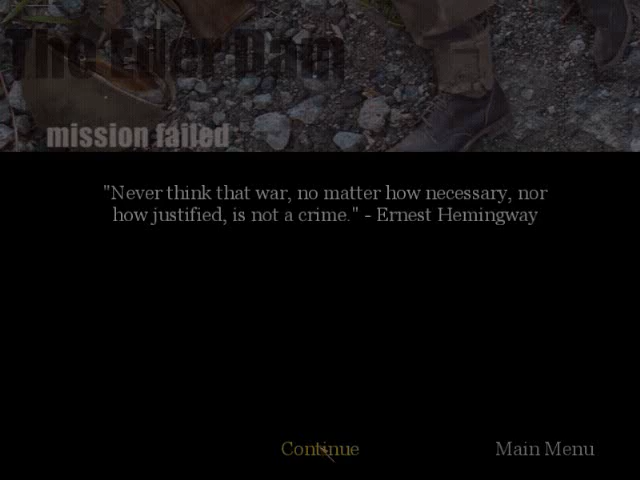 The Eder Dam
mission failed
"Never think that war, no matter how necessary, nor
how justified, is not a crime." - Ernest Hemingway
Continue
Main Menu